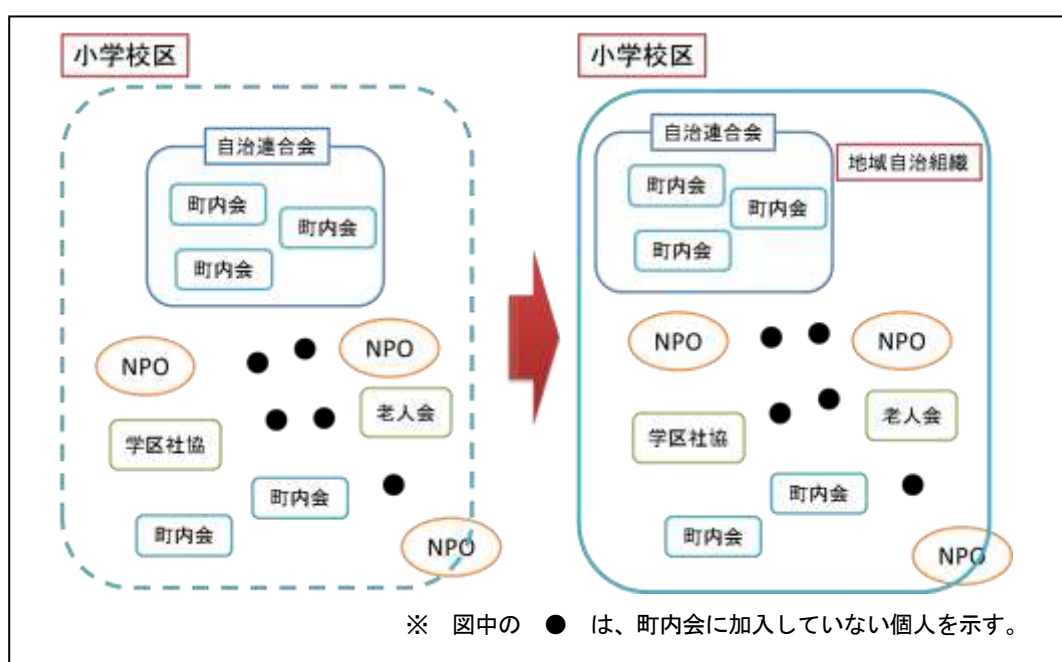 小学校区
自治連合会
町内会
町内会
町内会
NPO
NPO
老人会
学区社協
町内会
町内会
NPO
小学校区
自治連合会
地域自治組織
町内会
町内会
町内会
NPO
NPO
老人会
学区社協
町内会
町内会
NPO
※ 図中の ● は、町内会に加入していない個人を示す。